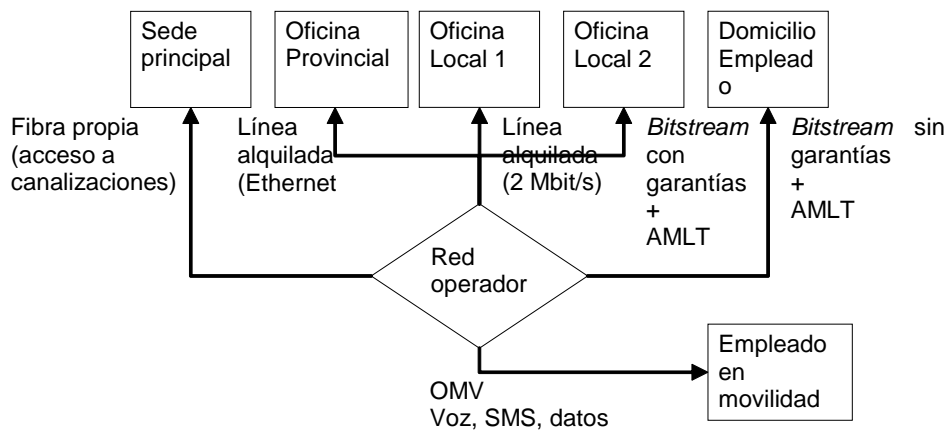 Sede
principal
Oficina
Provincial
Oficina
Local 1
Oficina
Local 2
Domicilio
Emplead
o
Fibra propia
(acceso a
canalizaciones)
Línea
alquilada
(Ethernet
Línea
alquilada
(2 Mbit/s)
Bitstream
con
garantías
+
AMLT
Bitstream sin
garantías
+
AMLT
Red
operador
Empleado
en
movilidad
OMV
Voz, SMS, datos